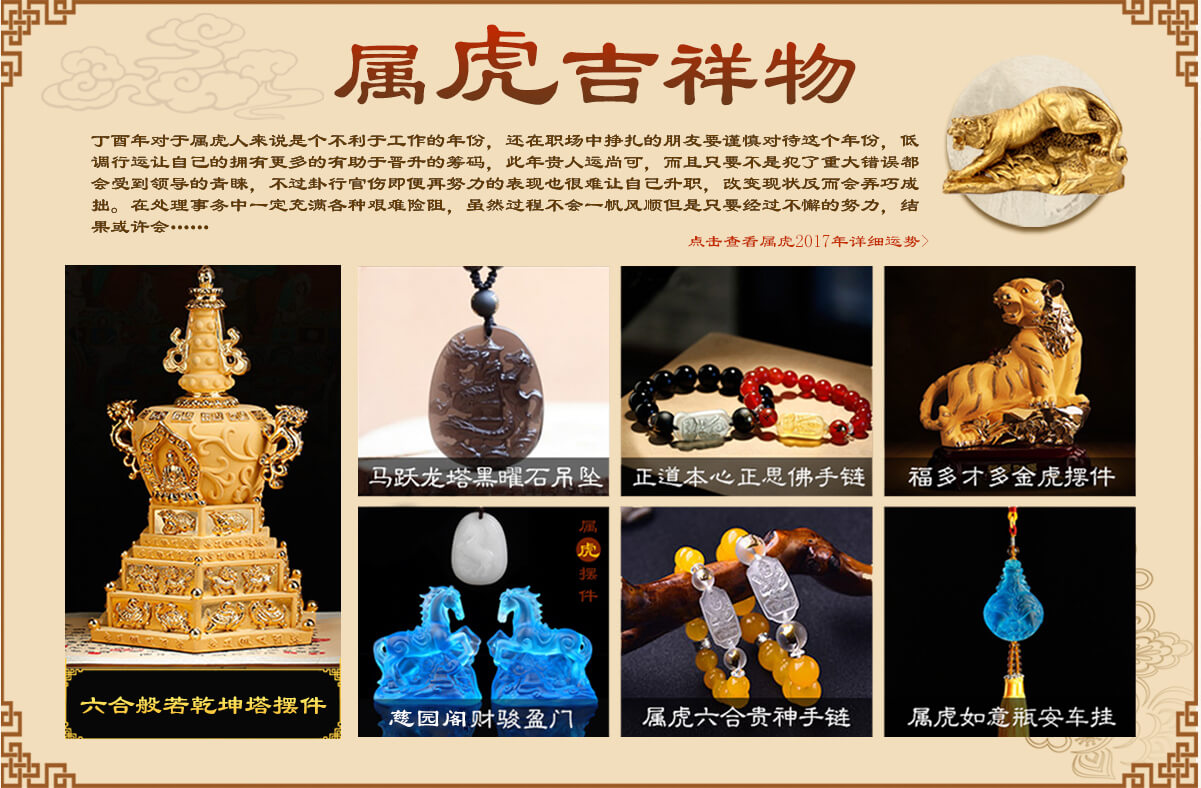 属虎吉祥物
丁酉年对于属虎人来说是个不利于工作的年份，还在职场中挣扎的朋友要谨慎对待这个年份，低
调行运让自己的拥有更多的有助于晋升的筹码，此年贵人运尚可，而且只要不是犯了重大错误都
会受到领导的青睐，不过卦行官伤即便再努力的表现也很难让自己升职，改变现状反而会弄巧成
拙。在处理事务中一定充满各种艰难险阻，虽然过程不会一帆风顺但是只要经过不懈的努力，结
果或许会……
点击查看属虎2017年详细运势>
六合般若乾坤塔摆件
马跃龙塔黑曜石吊坠
正道本心正思佛手链
福多才多金虎摆件
属
虎
摆
件
慈园阁财骏盈门
属虎六合贵神手链
属虎如意瓶安车挂